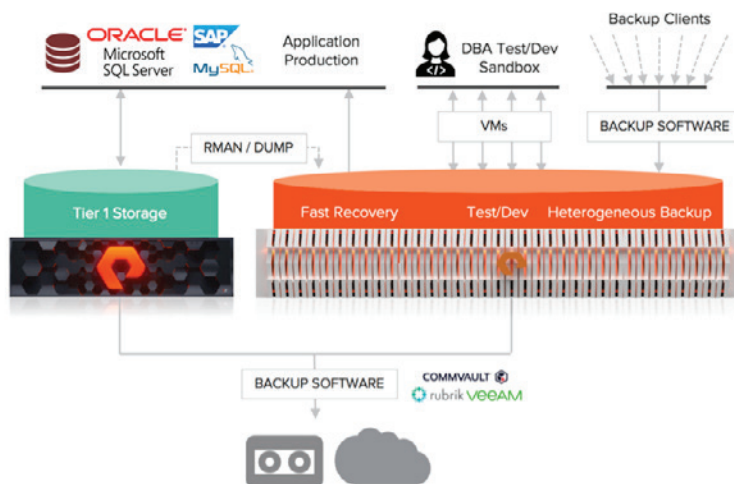 ORACLE
Microsoft
SQL Server
SAP
MySQL
Application
Production
DBA Test/Dev
Sandbox
Backup Clients
RMAN / DUMP
VMs
BACKUP SOFTWARE
Tier 1 Storage
Fast Recovery
Test/Dev
Heterogeneous Backup
BACKUP SOFTWARE
COMMVAULT
rubrik
veeAM